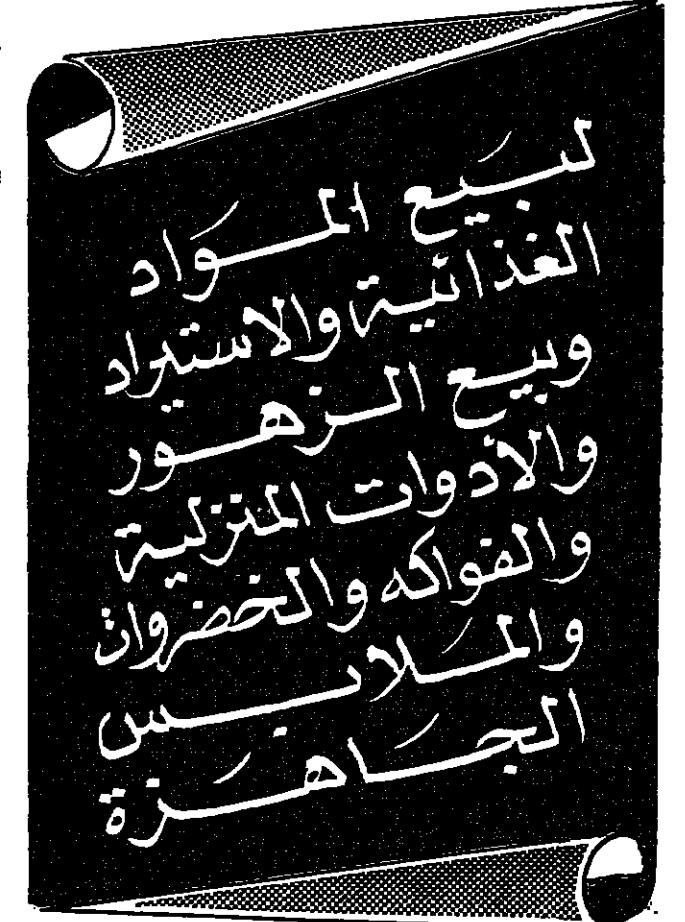 لبيع المواد
الغذائية والاستيراد
وبيع الزهور
والأدوات المنزلية
والفواكه والخضروات
والملابس
الجاهزة